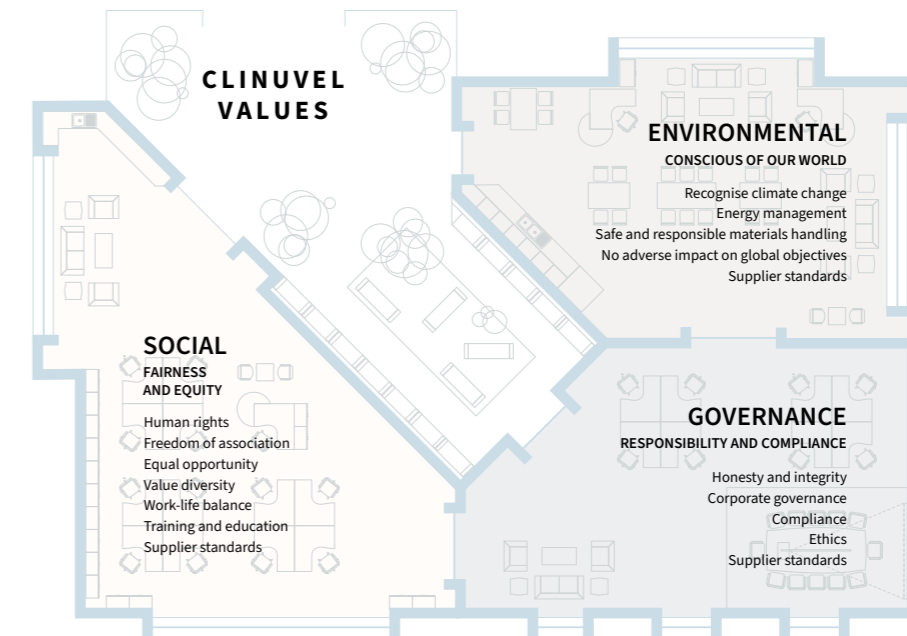 CLINUVEL
VALUES
ENVIRONMENTAL
CONSCIOUS OF OUR WORLD
Recognise climate change
Energy management
Safe and responsible materials handling
No adverse impact on global objectives
Supplier standards
SOCIAL
FAIRNESS
AND EQUITY
Human rights
Freedom of association
Equal opportunity
Value diversity
Work-life balance
Training and education
Supplier standards
GOVERNANCE
RESPONSIBILITY AND COMPLIANCE
Honesty and integrity
Corporate governance
Compliance
Ethics
Supplier standards